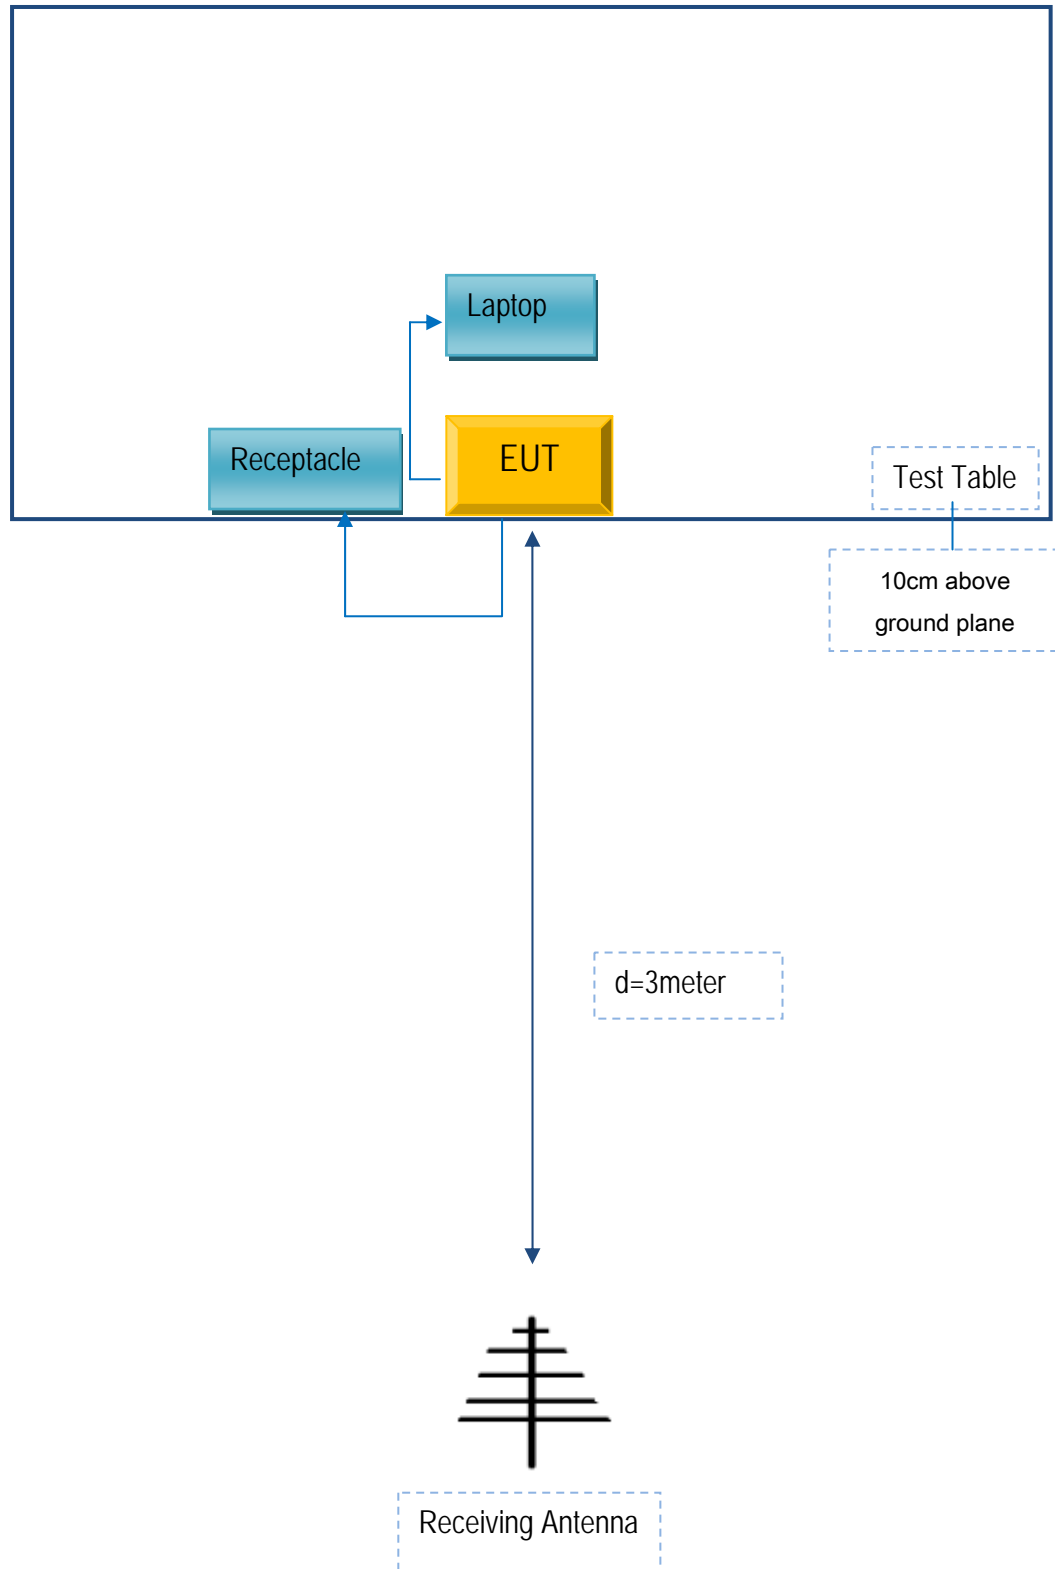 Laptop
Receptacle
EUT
Test Table
10cm above
ground plane
d=3meter
Receiving Antenna